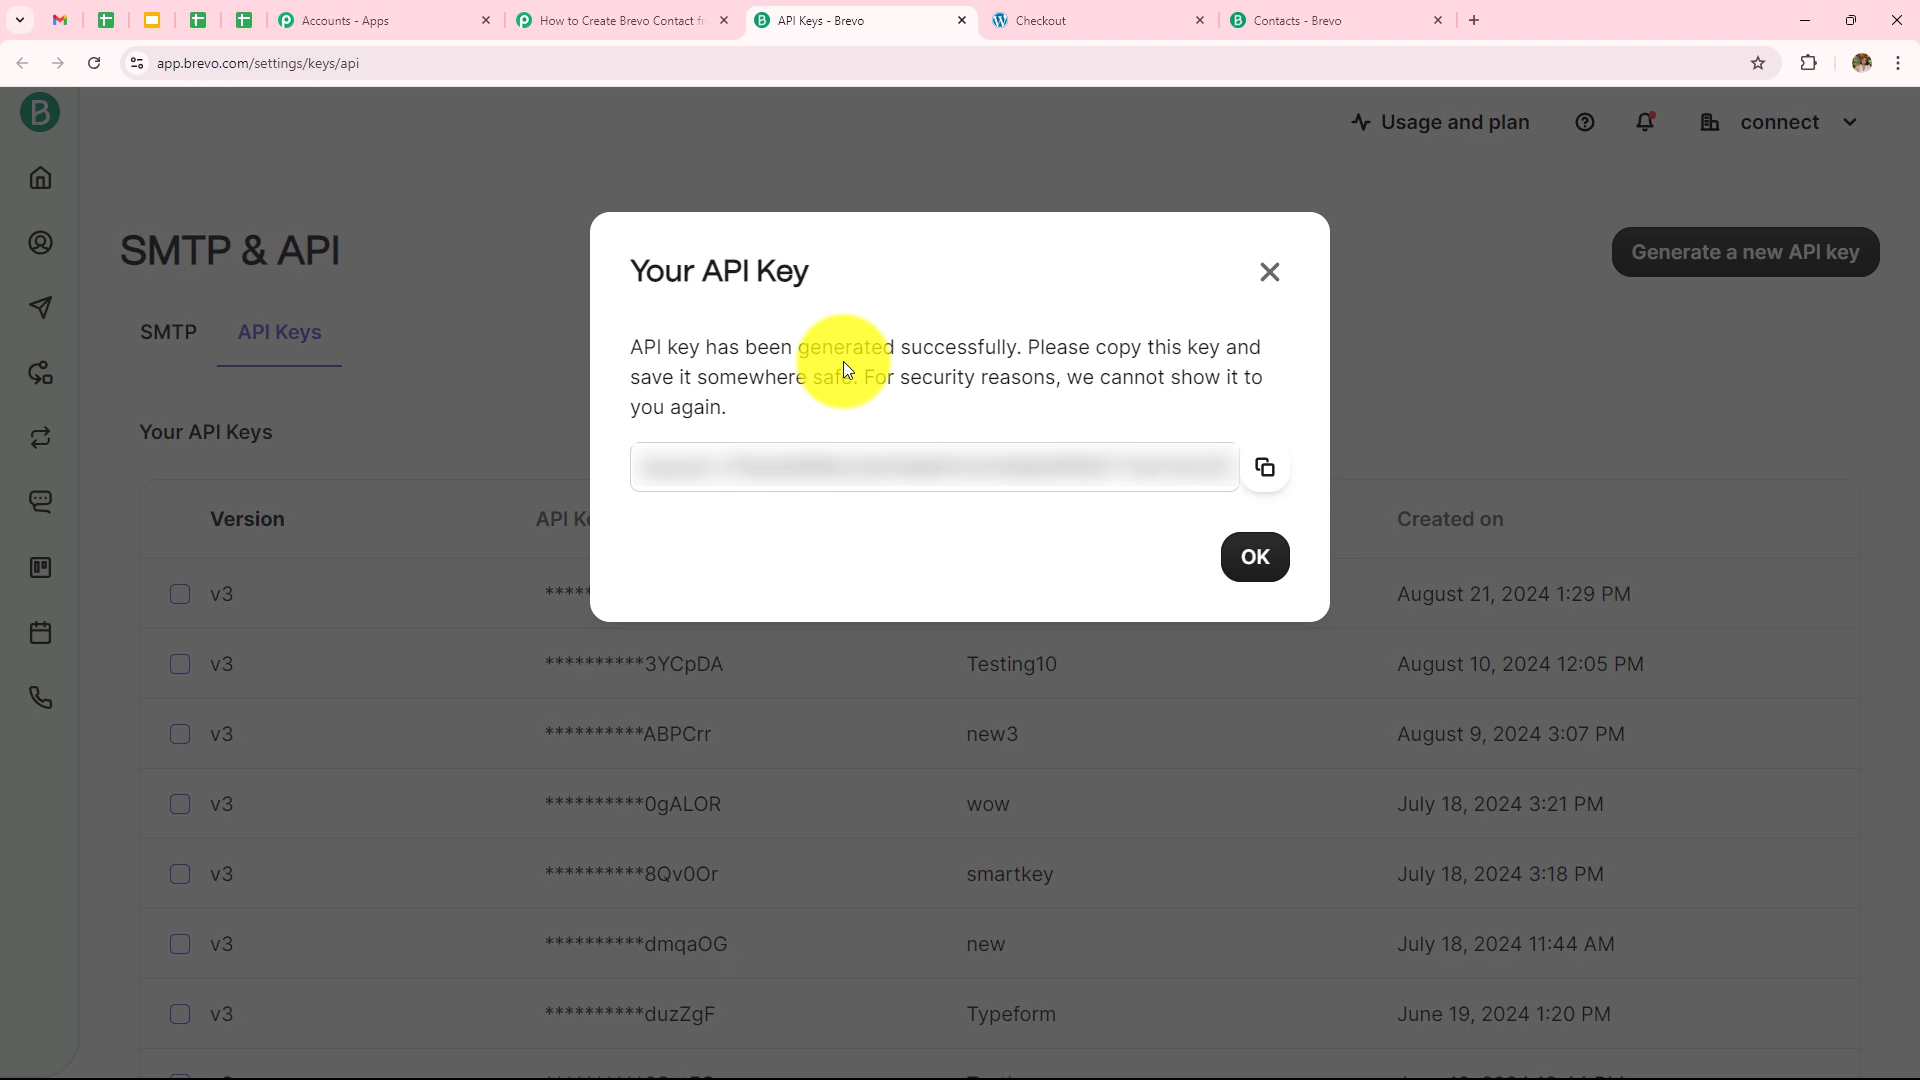 Accounts - Apps
How to Create Brevo Contact fr
API Keys - Brevo
Checkout
Contacts - Brevo
app.brevo.com/settings/keys/api
B
Usage and plan
connect
SMTP & API
Generate a new API key
SMTP
API Keys
Your API Key
API key has been generated successfully. Please copy this key and
save it somewhere safe. For security reasons, we cannot show it to
you again.
OK
Your API Keys
Version
API Ke
Created on
v3
*****
August 21, 2024 1:29 PM
v3
**********3YCpDA
Testing10
August 10, 2024 12:05 PM
v3
**********ABPCrr
new3
August 9, 2024 3:07 PM
v3
**********0gALOR
wow
July 18, 2024 3:21 PM
v3
**********8Qv0Or
smartkey
July 18, 2024 3:18 PM
v3
**********dmqaOG
new
July 18, 2024 11:44 AM
v3
**********duzZgF
Typeform
June 19, 2024 1:20 PM